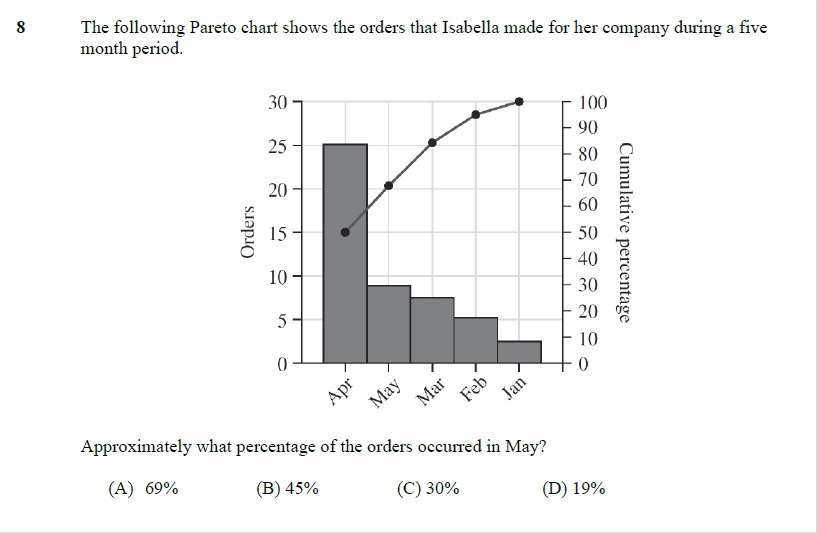 8 The following Pareto chart shows the orders that Isabella made for her company during a five
month period.
30
25
20
15
10
5
0
Orders
100
90
80
70
60
50
40
30
20
10
0
Cumulative percentage
Apr
May
Mar
Feb
Jan
Approximately what percentage of the orders occurred in May?
(A) 69% (B) 45% (C) 30% (D) 19%